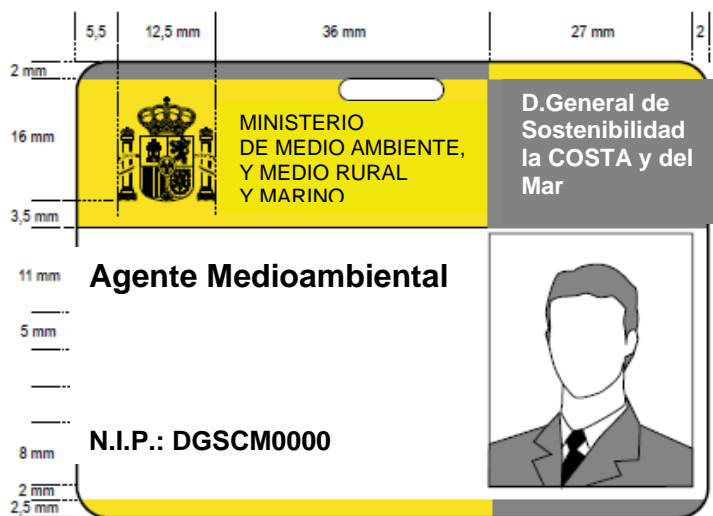 5,5 12,5 mm 36 mm 27 mm 2
2 mm
16 mm
3,5 mm
11 mm
5 mm
8 mm
2 mm
2,5 mm
MINISTERIO
DE MEDIO AMBIENTE,
Y MEDIO RURAL
Y MARINO
D.General de
Sostenibilidad
la COSTA y del
Mar
Agente Medioambiental
N.I.P.: DGSCM0000